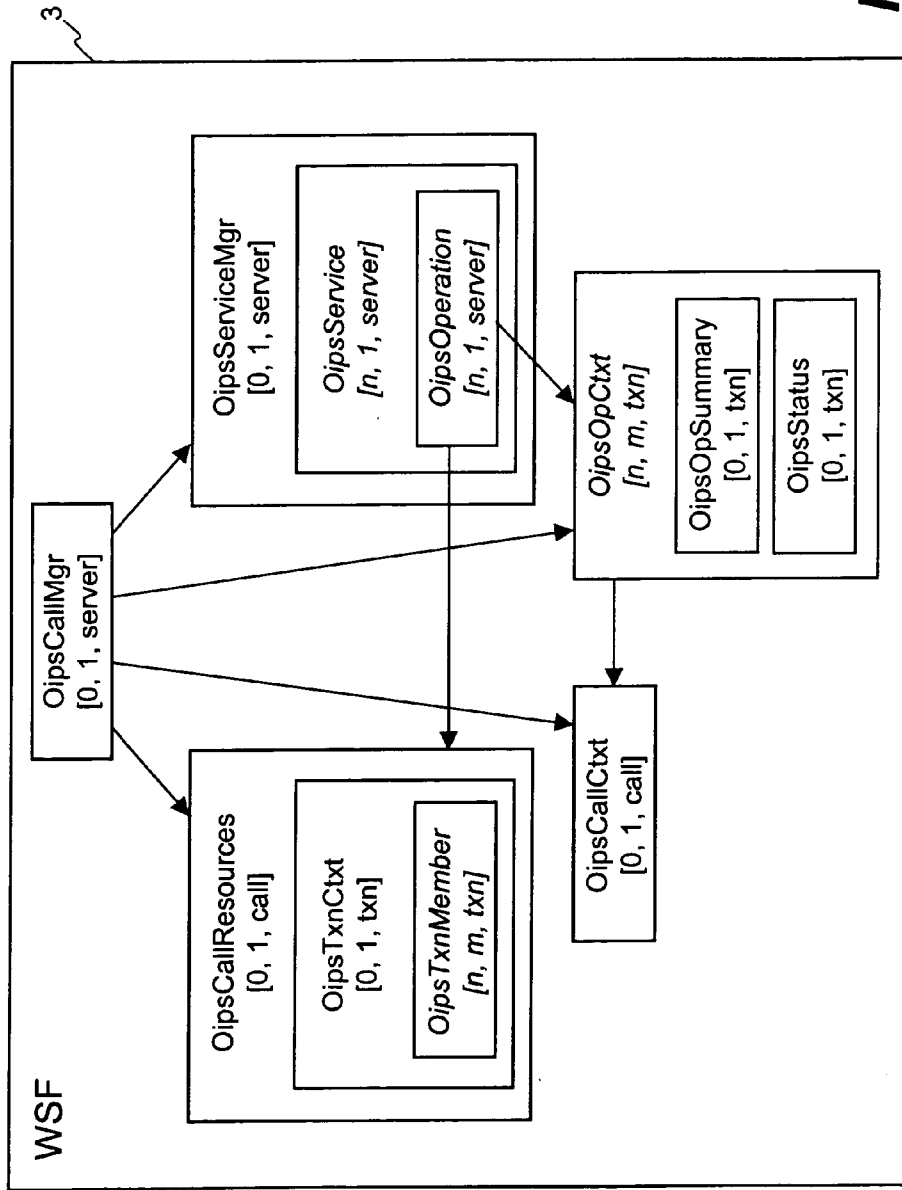 3
WSF
OipsCallMgr
[0, 1, server]
OipsCallResources
[0, 1, call]
OipsTxnCtxt
[0, 1, txn]
OipsTxnMember
[n, m, txn]
OipsServiceMgr
[0, 1, server]
OipsService
[n, 1, server]
OipsOperation
[n, 1, server]
OipsCallCtxt
[0, 1, call]
OipsOpCtxt
[n, m, txn]
OipsOpSummary
[0, 1, txn]
OipsStatus
[0, 1, txn]